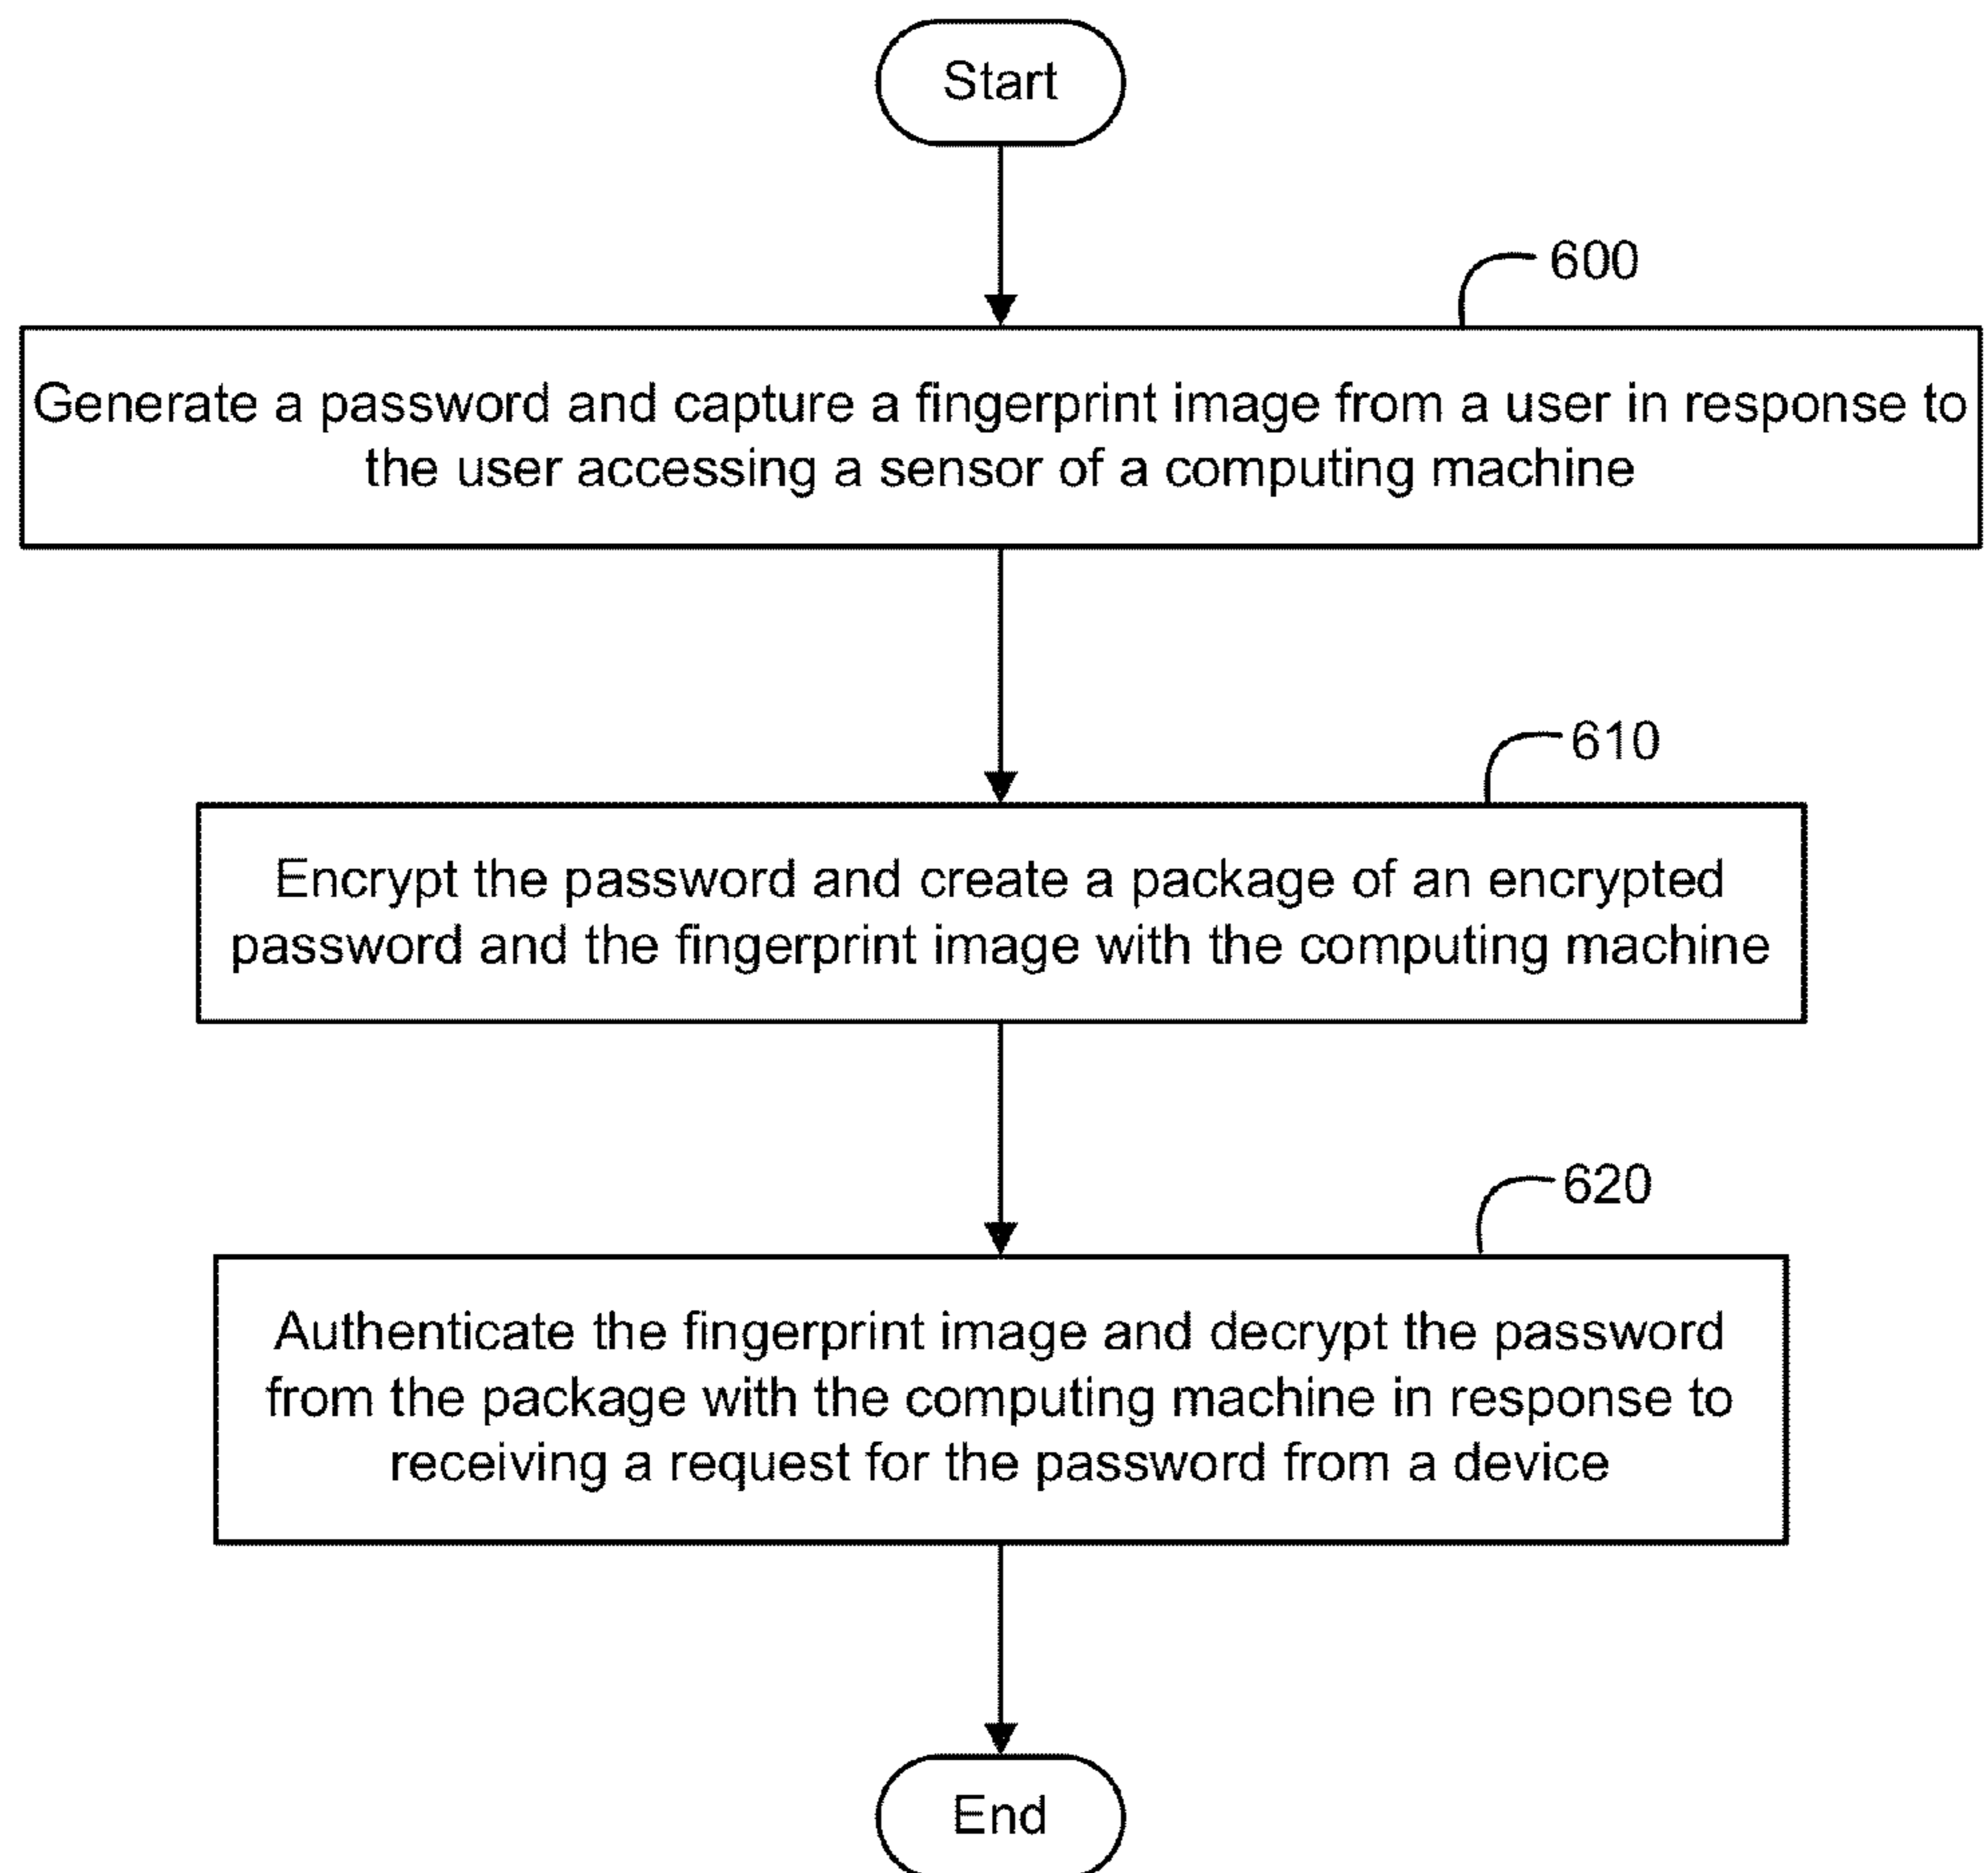 Start
600
Generate a password and capture a fingerprint image from a user in response to
the user accessing a sensor of a computing machine
610
Encrypt the password and create a package of an encrypted
password and the fingerprint image with the computing machine
620
Authenticate the fingerprint image and decrypt the password
from the package with the computing machine in response to
receiving a request for the password from a device
End